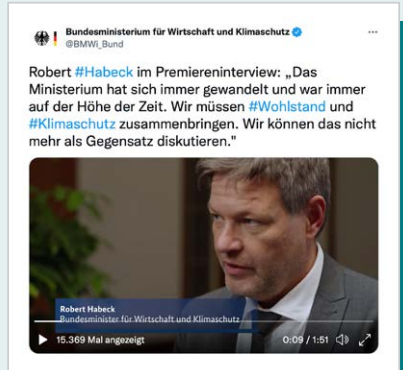 Bundesministerium für Wirtschaft und Klimaschutz
@BMWi_Bund
Robert #Habeck im Premiereninterview: „Das
Ministerium hat sich immer gewandelt und war immer
auf der Höhe der Zeit. Wir müssen #Wohlstand und
#Klimaschutz zusammenbringen. Wir können das nicht
mehr als Gegensatz diskutieren."
Robert Habeck
Bundesminister für Wirtschaft und Klimaschutz
15.369 Mal angezeigt
0:09 / 1:51